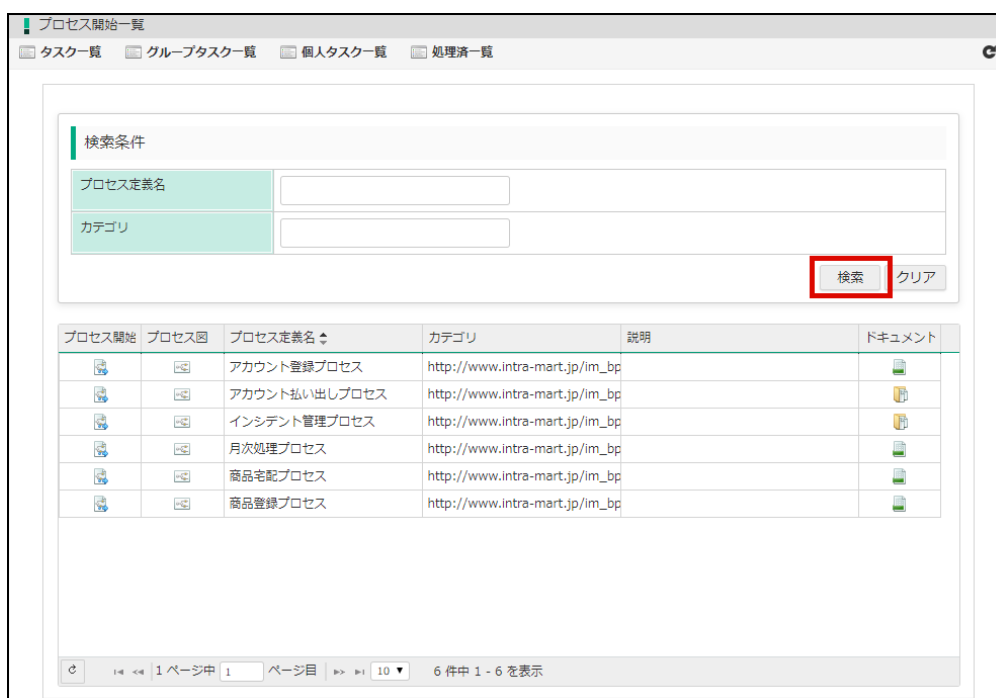 プロセス開始一覧
タスク一覧 グループタスク一覧 個人タスク一覧 処理済一覧
検索条件
プロセス定義名
カテゴリ
検索 クリア
プロセス開始 プロセス図 プロセス定義名 カテゴリ 説明 ドキュメント
アカウント登録プロセス http://www.intra-mart.jp/im_bp
アカウント払い出しプロセス http://www.intra-mart.jp/im_bp
インシデント管理プロセス http://www.intra-mart.jp/im_bp
月次処理プロセス http://www.intra-mart.jp/im_bp
商品宅配プロセス http://www.intra-mart.jp/im_bp
商品登録プロセス http://www.intra-mart.jp/im_bp
1 ページ中 1 ページ目 10 6 件中 1 - 6 を表示